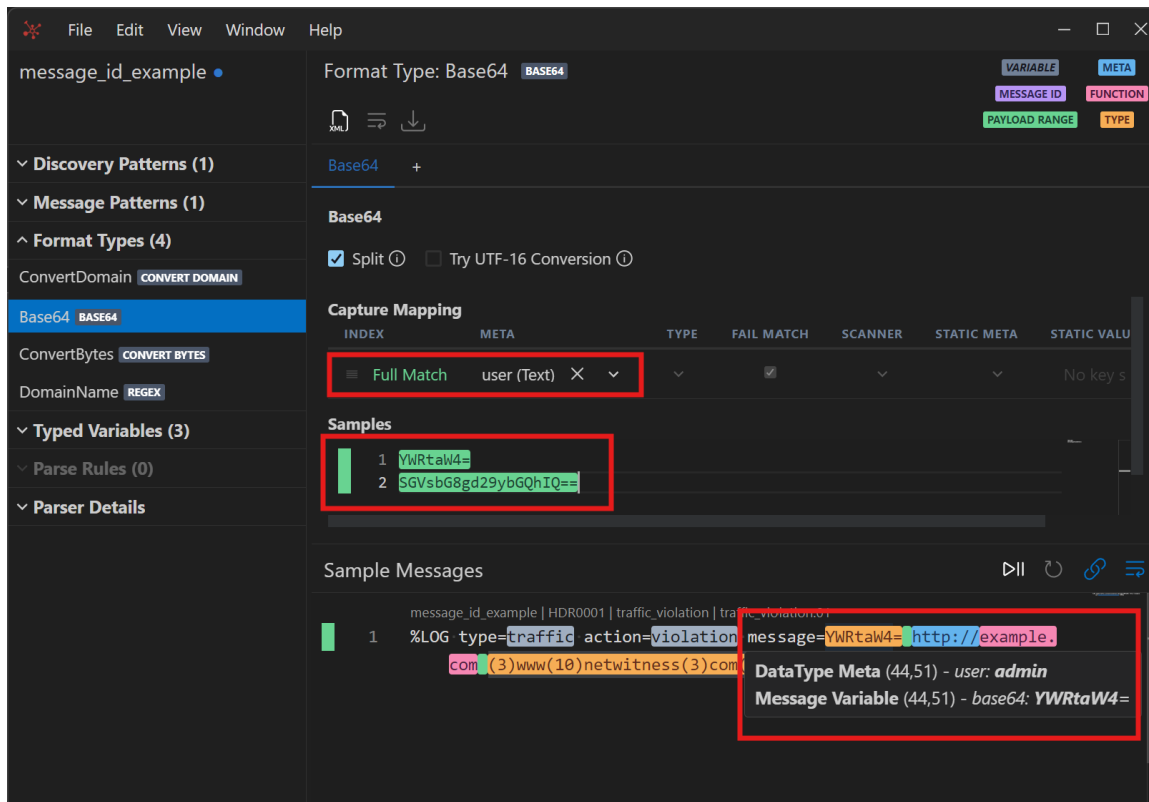 File Edit View Window Help
message_id_example
Format Type: Base64 BASE64
VARIABLE META
MESSAGE ID FUNCTION
PAYLOAD RANGE TYPE
XML
Discovery Patterns (1)
Message Patterns (1)
Format Types (4)
ConvertDomain CONVERT DOMAIN
Base64 BASE64
ConvertBytes CONVERT BYTES
DomainName REGEX
Typed Variables (3)
Parse Rules (0)
Parser Details
Base64 +
Base64
Split Try UTF-16 Conversion
Capture Mapping
INDEX META TYPE FAIL MATCH SCANNER STATIC META STATIC VALU
Full Match user (Text) No key s
Samples
1 YWRtaW4=
2 SGVsbG8gd29ybGQhIQ==
Sample Messages
message_id_example | HDR0001 | traffic_violation | traffic_violation.01
1 %LOG type=traffic action=violation message=YWRtaW4= http://example.
com (3)www(10)netwitness(3)com(
DataType Meta (44,51) - user: admin
Message Variable (44,51) - base64: YWRtaW4=